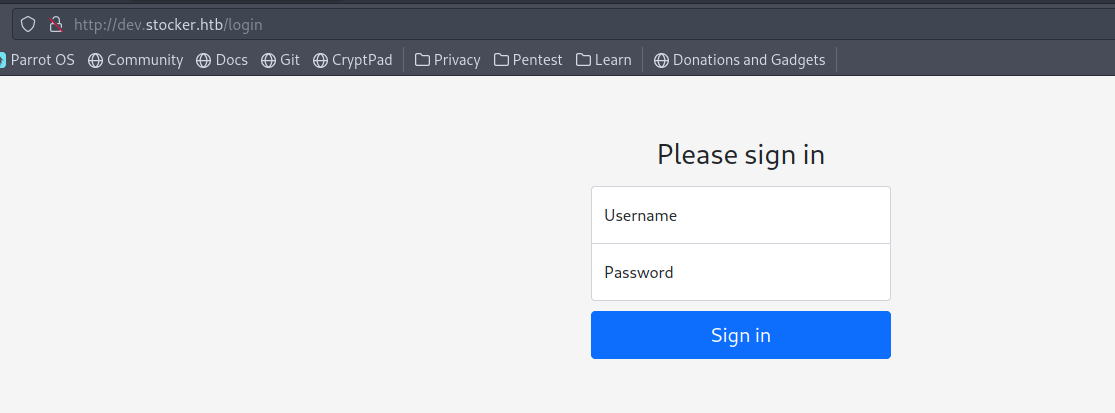 http://dev.stocker.htb/login
Parrot OS Community Docs Git CryptPad Privacy Pentest Learn Donations and Gadgets
Please sign in
Username
Password
Sign in